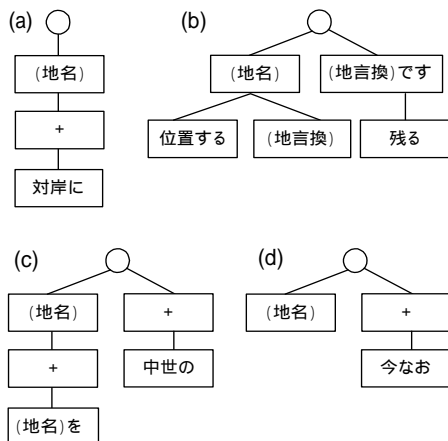 (a)
(地名)
+
対岸に
(b)
(地名) (地言換)です
位置する (地言換) 残る
(c)
(地名) +
+ 中世の
(地名)を
(d)
(地名) +
今なお